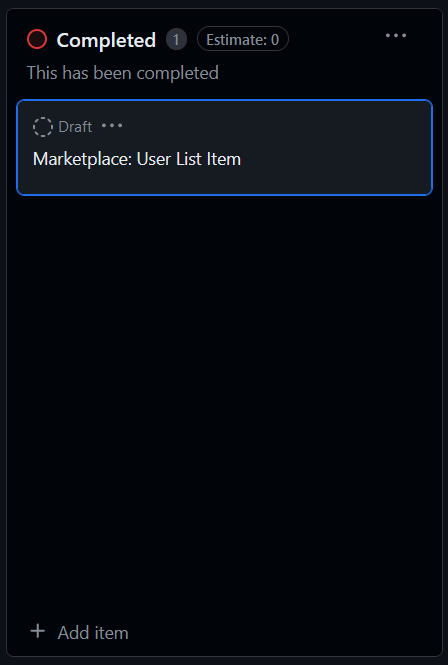 Completed 1 Estimate: 0
This has been completed
Draft
Marketplace: User List Item
Add item